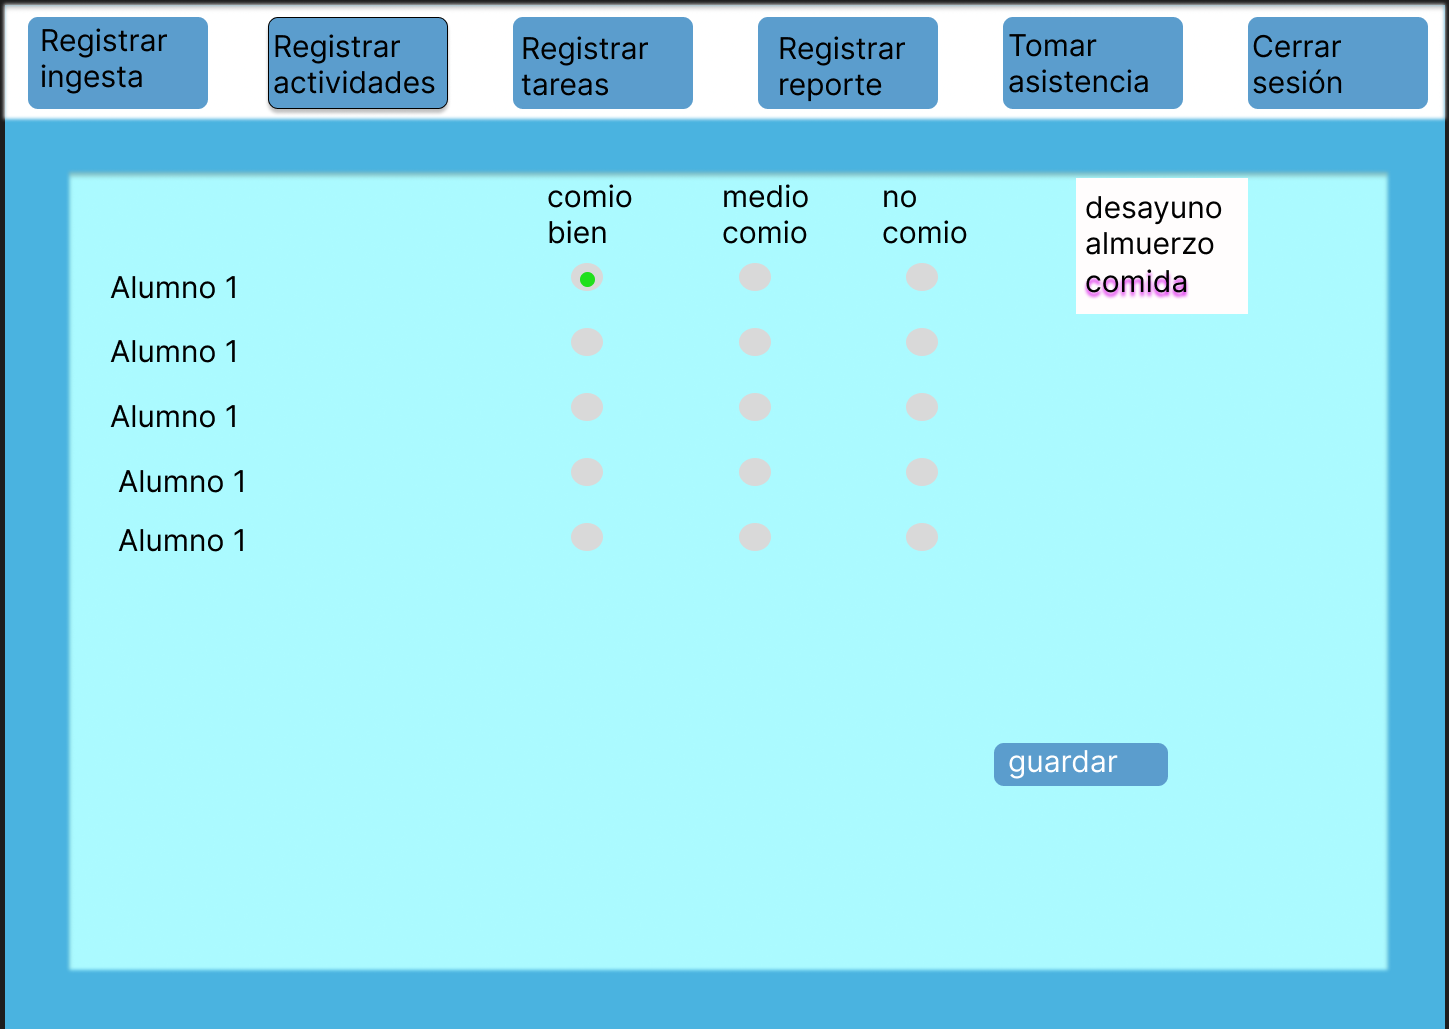 Registrar
ingesta
Registrar
actividades
Registrar
tareas
Registrar
reporte
Tomar
asistencia
Cerrar
sesión
comio
bien
medio
comio
no
comio
desayuno
almuerzo
comida
Alumno 1
Alumno 1
Alumno 1
Alumno 1
Alumno 1
guardar